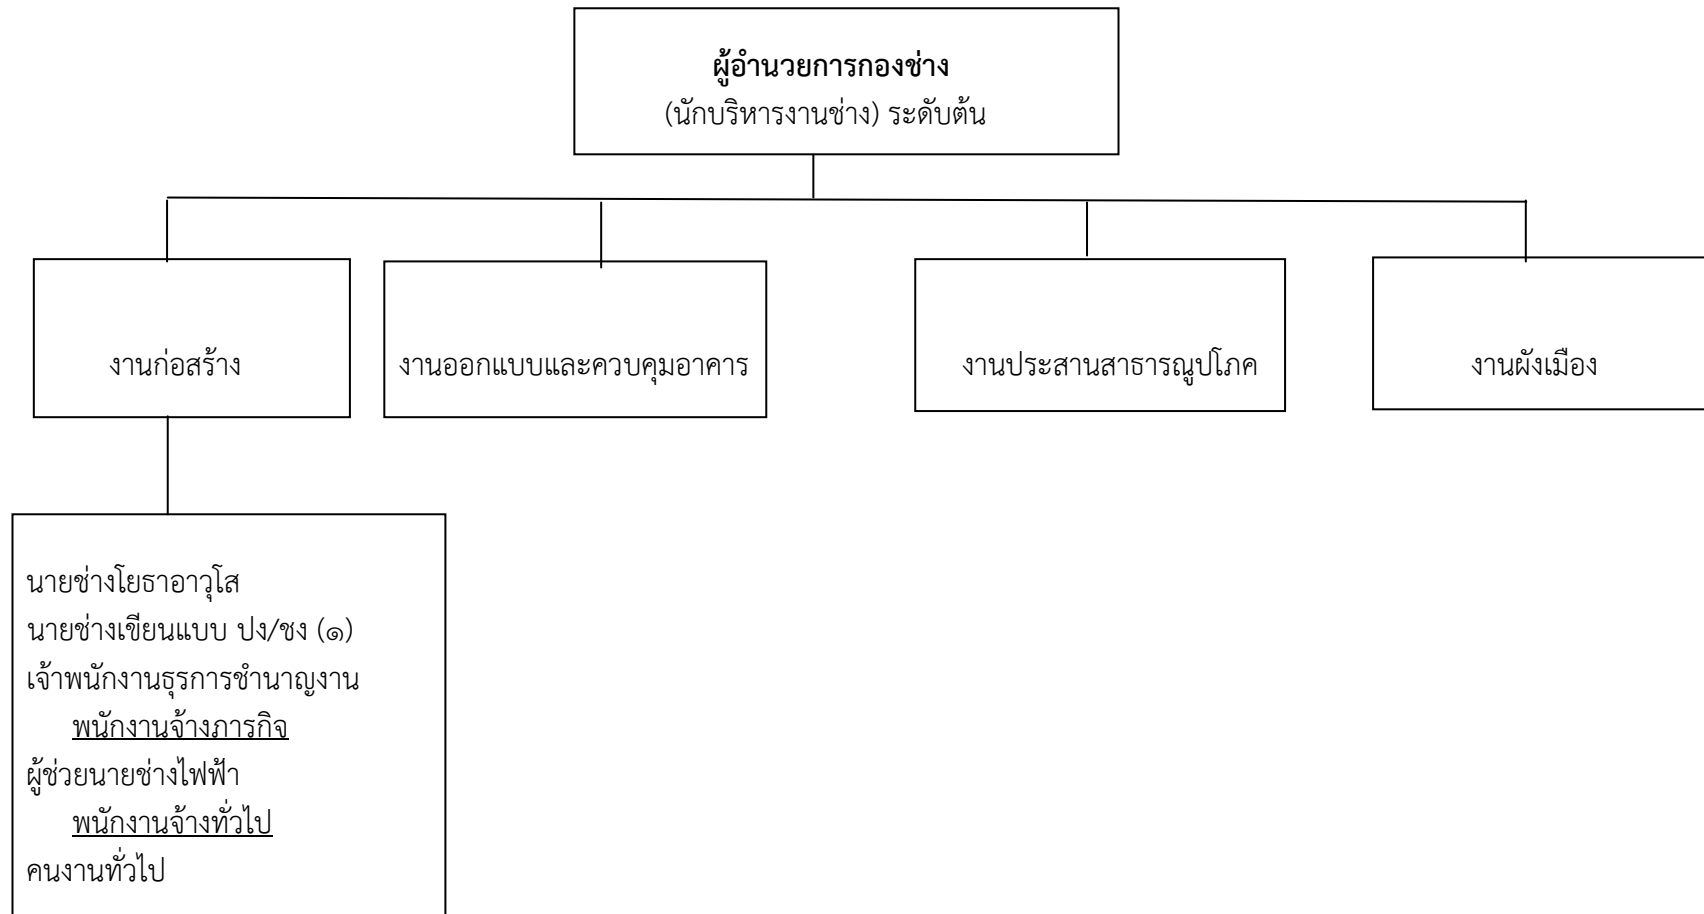 ผู้อำนวยการกองช่าง
(นักบริหารงานช่าง) ระดับต้น
งานก่อสร้าง
งานออกแบบและควบคุมอาคาร
งานประสานสาธารณูปโภค
งานผังเมือง
นายช่างโยธาอาวุโส
นายช่างเขียนแบบ ปง/ชง (๑)
เจ้าพนักงานธุรการชำนาญงาน
พนักงานจ้างภารกิจ
ผู้ช่วยนายช่างไฟฟ้า
พนักงานจ้างทั่วไป
คนงานทั่วไป